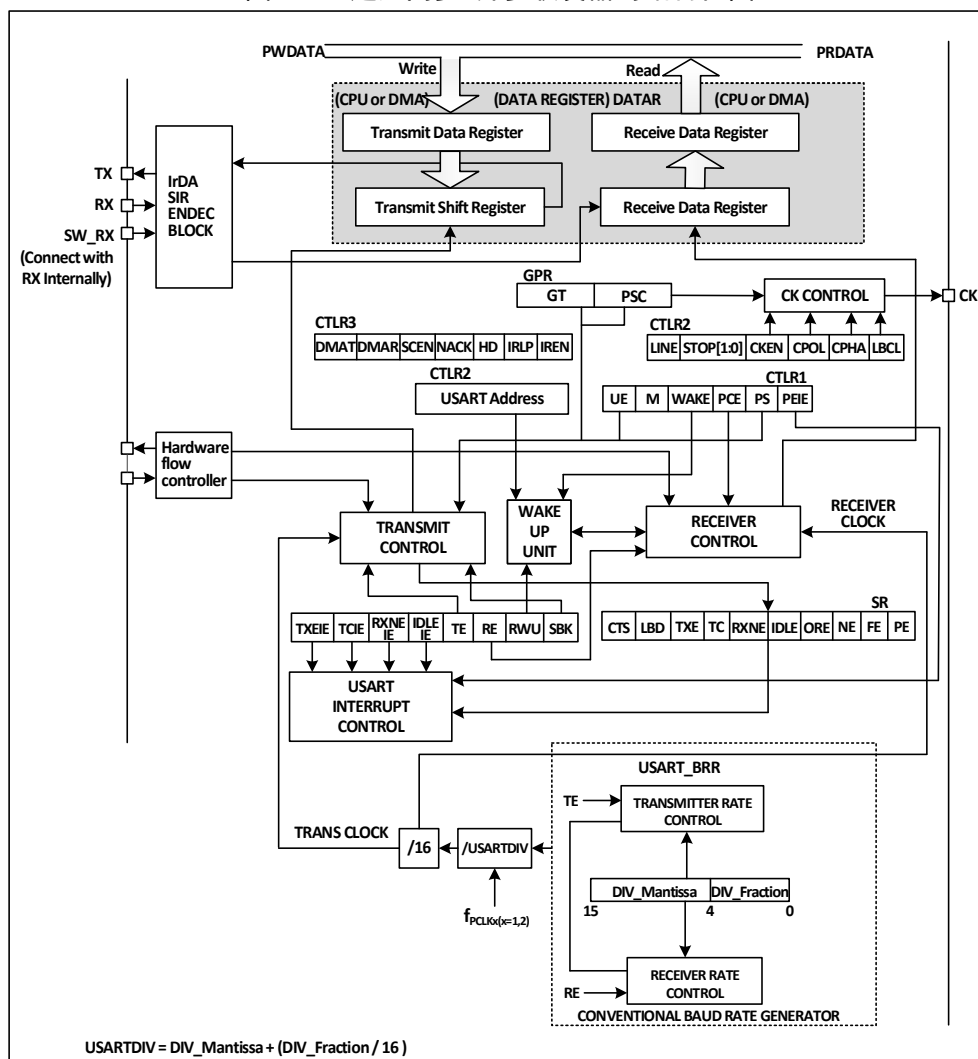 PWDATA
PRDATA
Write
Read
(CPU or DMA)
(DATA REGISTER) DATAR
(CPU or DMA)
Transmit Data Register
Receive Data Register
TX
RX
SW_RX
(Connect with
RX Internally)
IrDA
SIR
ENDEC
BLOCK
Transmit Shift Register
Receive Data Register
GPR
GT
PSC
CK CONTROL
CK
CTLR3
DMAT DMAR SCEN NACK HD IRLP IREN
CTLR2
LINE STOP[1:0] CKEN CPOL CPHA LBCL
CTLR2
USART Address
CTLR1
UE M WAKE PCE PS PEIE
Hardware
flow
controller
TRANSMIT
CONTROL
WAKE
UP
UNIT
RECEIVER
CONTROL
RECEIVER
CLOCK
TXEIE TCIE RXNE IE IDLE IE TE RE RWU SBK
SR
CTS LBD TXE TC RXNE IDLE ORE NE FE PE
USART
INTERRUPT
CONTROL
USART_BRR
TE
TRANSMITTER RATE
CONTROL
TRANS CLOCK
/16
/USARTDIV
fPCLKx(x=1,2)
DIV_Mantissa DIV_Fraction
15 4 0
RE
RECEIVER RATE
CONTROL
CONVENTIONAL BAUD RATE GENERATOR
USARTDIV = DIV_Mantissa + (DIV_Fraction / 16 )